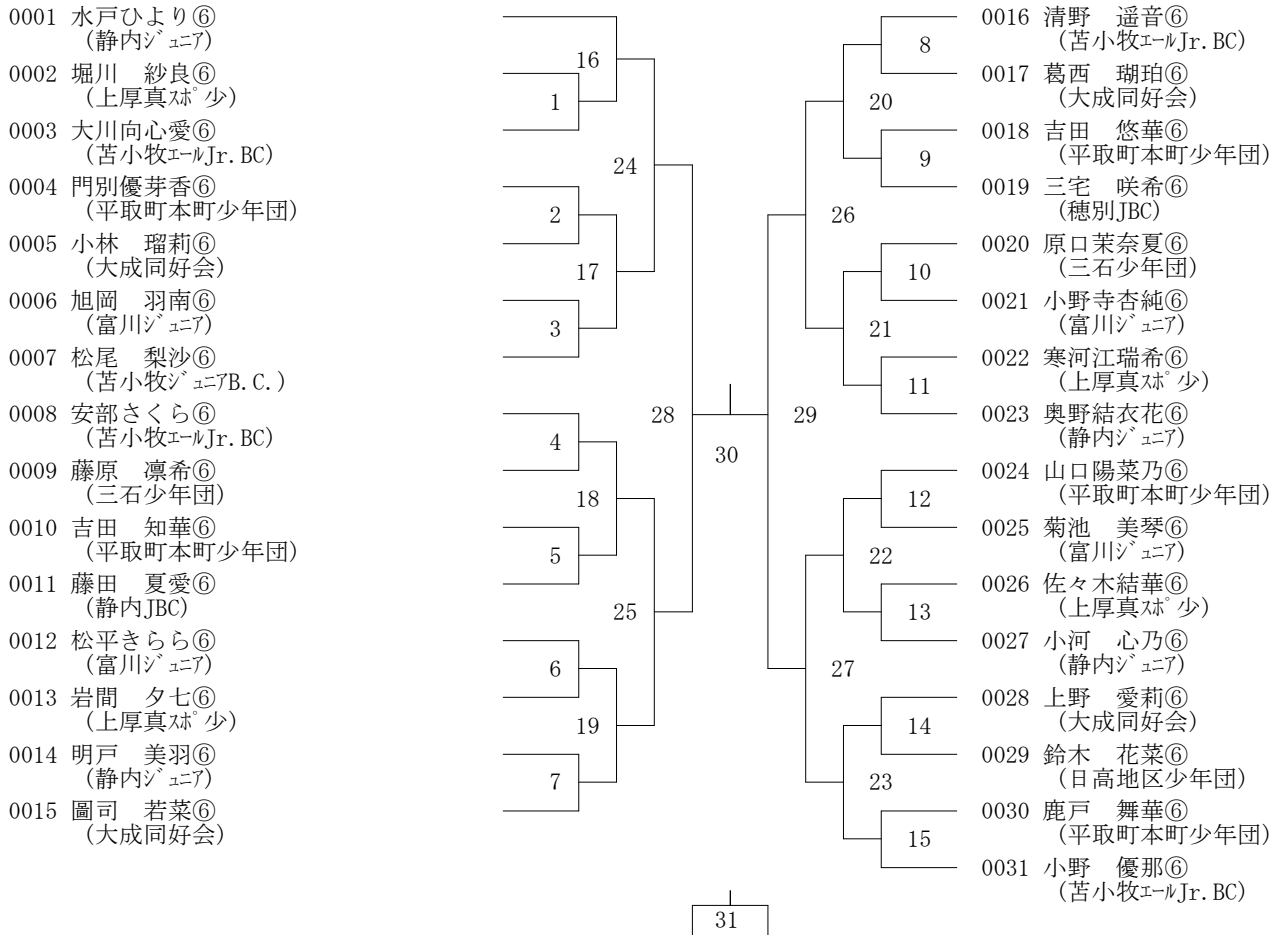 0001 水戸ひより⑥
(静内ジュニア)
0002 堀川　紗良⑥
(上厚真スポ少)
0003 大川向心愛⑥
(苫小牧エールJr.BC)
0004 門別優芽香⑥
(平取町本町少年団)
0005 小林　瑠莉⑥
(大成同好会)
0006 旭岡　羽南⑥
(富川ジュニア)
0007 松尾　梨沙⑥
(苫小牧ジュニアB.C.)
0008 安部さくら⑥
(苫小牧エールJr.BC)
0009 藤原　凛希⑥
(三石少年団)
0010 吉田　知華⑥
(平取町本町少年団)
0011 藤田　夏愛⑥
(静内JBC)
0012 松平きらら⑥
(富川ジュニア)
0013 岩間　夕七⑥
(上厚真スポ少)
0014 明戸　美羽⑥
(静内ジュニア)
0015 圖司　若菜⑥
(大成同好会)
16
1
24
2
17
3
28
4
18
5
25
6
19
7
30
31
8
20
9
26
10
21
11
29
12
22
13
27
14
23
15
0016 清野　遥音⑥
(苫小牧エールJr.BC)
0017 葛西　瑚珀⑥
(大成同好会)
0018 吉田　悠華⑥
(平取町本町少年団)
0019 三宅　咲希⑥
(穂別JBC)
0020 原口茉奈夏⑥
(三石少年団)
0021 小野寺杏純⑥
(富川ジュニア)
0022 寒河江瑞希⑥
(上厚真スポ少)
0023 奥野結衣花⑥
(静内ジュニア)
0024 山口陽菜乃⑥
(平取町本町少年団)
0025 菊池　美琴⑥
(富川ジュニア)
0026 佐々木結華⑥
(上厚真スポ少)
0027 小河　心乃⑥
(静内ジュニア)
0028 上野　愛莉⑥
(大成同好会)
0029 鈴木　花菜⑥
(日高地区少年団)
0030 鹿戸　舞華⑥
(平取町本町少年団)
0031 小野　優那⑥
(苫小牧エールJr.BC)